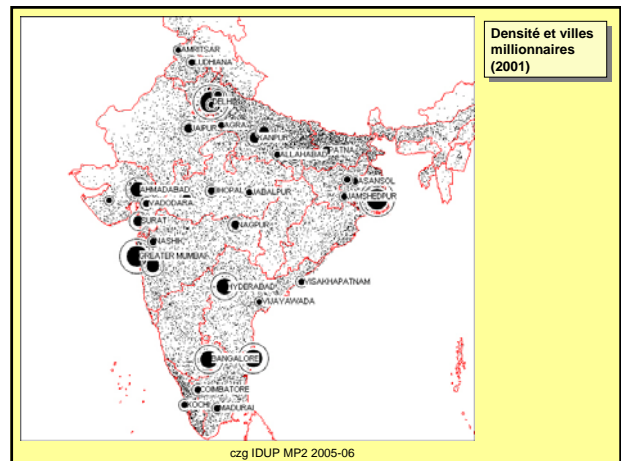 Densité et villes
millionnaires
(2001)
AMRITSAR
LUDHIANA
DELHI
JAIPUR
AGRA
KANPUR
ALLAHABAD
PATNA
ASANSOL
JAMSHEDPUR
AHMADABAD
BHOPAL
JABALPUR
VADODARA
SURAT
NAGPUR
NASHIK
GREATER MUMBAI
HYDERABAD
VISAKHAPATNAM
VIJAYAWADA
BANGALORE
COIMBATORE
KOCHI
MADURAI
czg IDUP MP2 2005-06